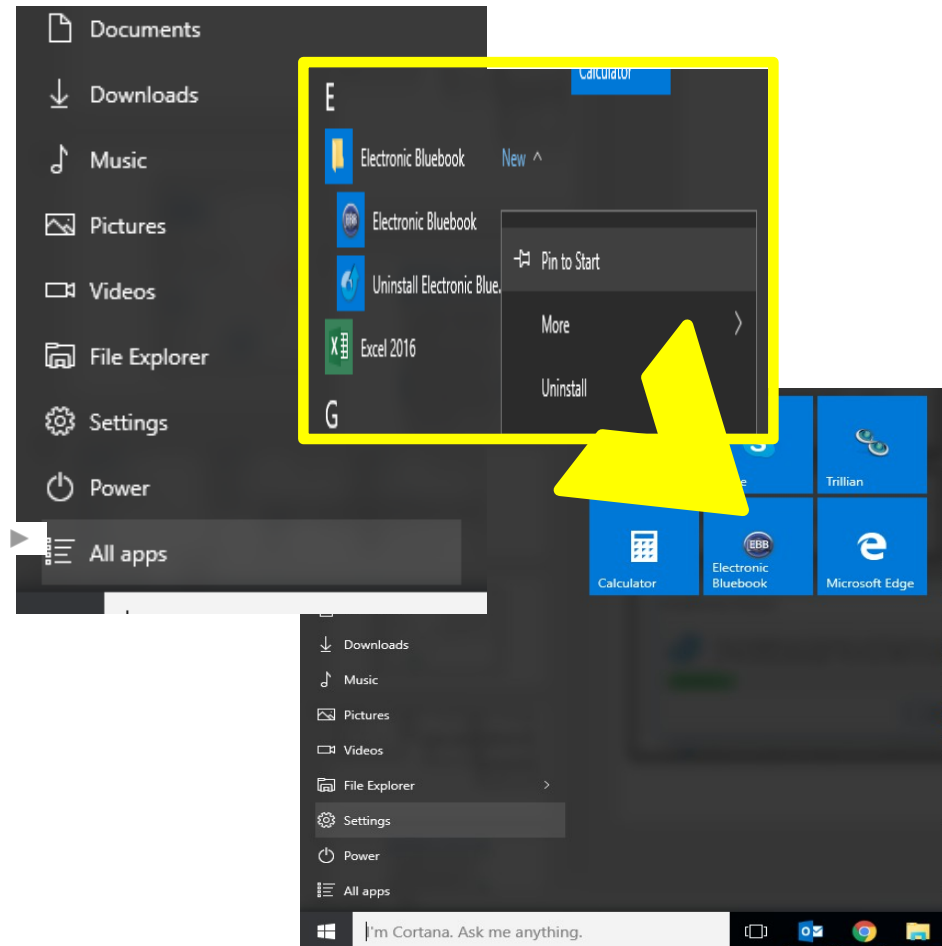 Documents
Downloads
Music
Pictures
Videos
File Explorer
Settings
Power
All apps
Calculator
E
Electronic Bluebook New
EBB
Electronic Bluebook
Uninstall Electronic Blue.
X
Excel 2016
G
Pin to Start
More
Uninstall
S
e
Trillian
Calculator
EBB
Electronic
Bluebook
Microsoft Edge
Downloads
Music
Pictures
Videos
File Explorer
Settings
Power
All apps
I'm Cortana. Ask me anything.